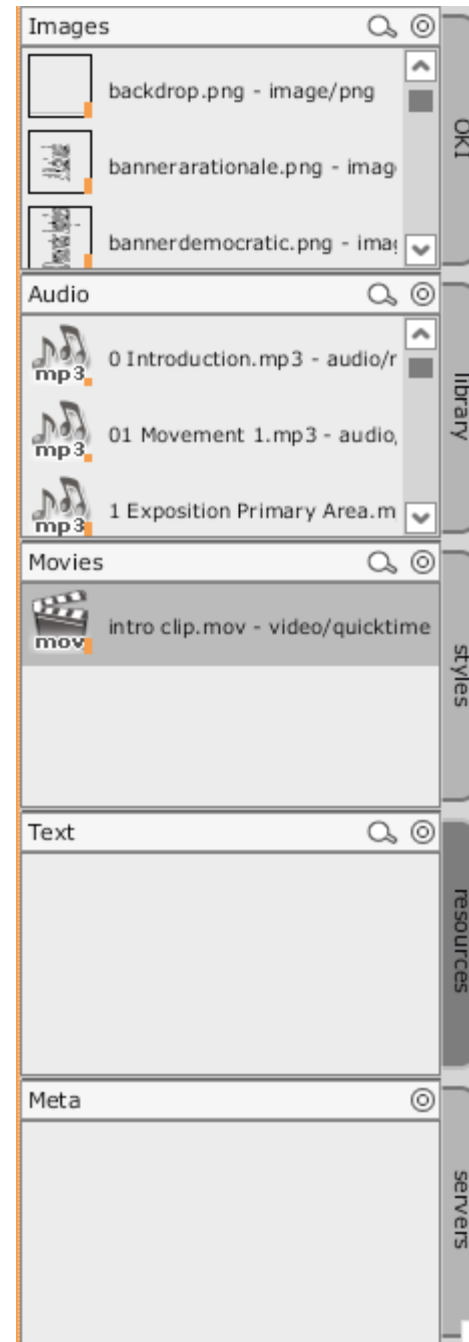 Images
backdrop.png - image/png
bannerarationale.png - imag
bannerdemocratic.png - imag
Audio
mp3
0 Introduction.mp3 - audio/r
mp3
01 Movement 1.mp3 - audio,
mp3
1 Exposition Primary Area.m
Movies
mov
intro clip.mov - video/quicktime
Text
Meta
OKI
library
styles
resources
servers